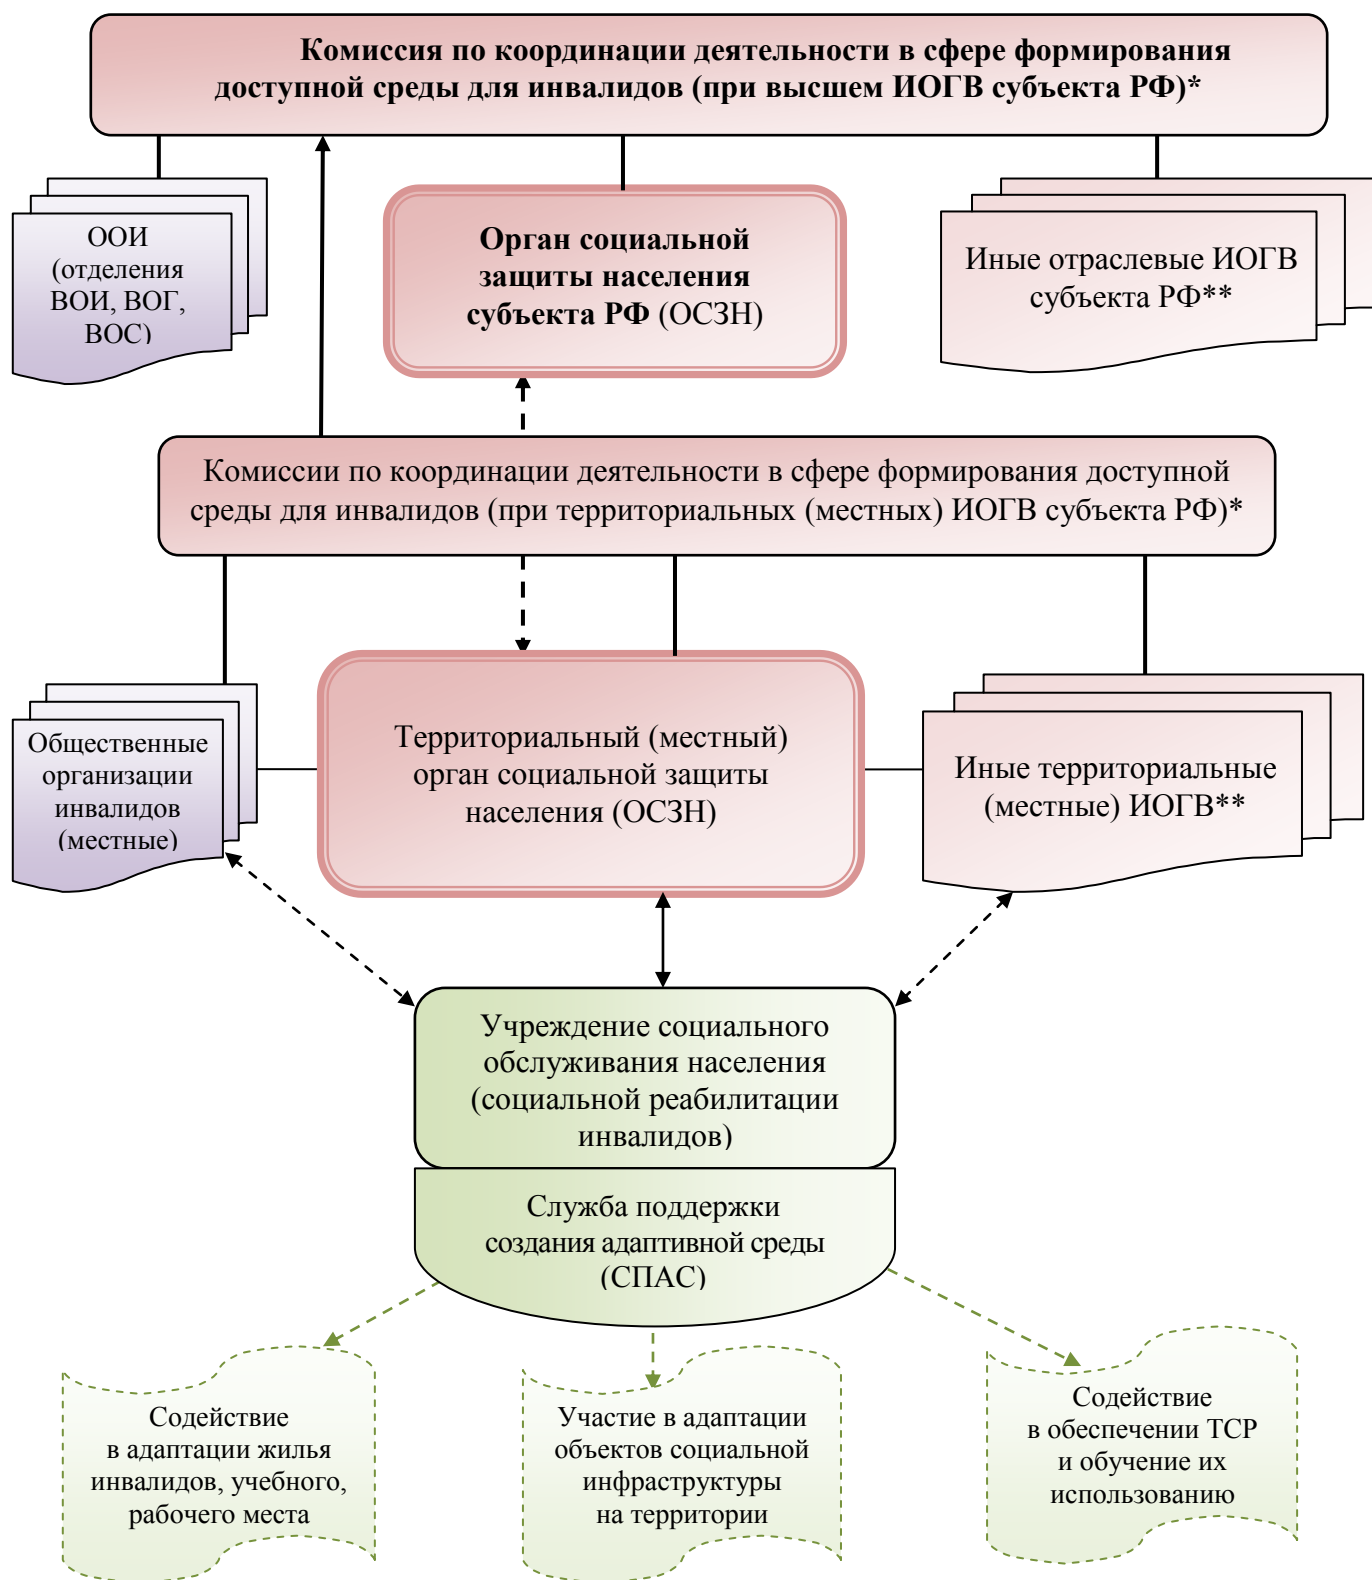 Комиссия по координации деятельности в сфере формирования
доступной среды для инвалидов (при высшем ИОГВ субъекта РФ)*
ООИ
(отделения
ВОИ, ВОГ,
ВОС)
Орган социальной
защиты населения
субъекта РФ (ОСЗН)
Иные отраслевые ИОГВ
субъекта РФ**
Комиссии по координации деятельности в сфере формирования доступной
среды для инвалидов (при территориальных (местных) ИОГВ субъекта РФ)*
Общественные
организации
инвалидов
(местные)
Территориальный (местный)
орган социальной защиты
населения (ОСЗН)
Иные территориальные
(местные) ИОГВ**
Учреждение социального
обслуживания населения
(социальной реабилитации
инвалидов)
Служба поддержки
создания адаптивной среды
(СПАС)
Содействие
в адаптации жилья
инвалидов, учебного,
рабочего места
Участие в адаптации
объектов социальной
инфраструктуры
на территории
Содействие
в обеспечении ТСР
и обучение их
использованию